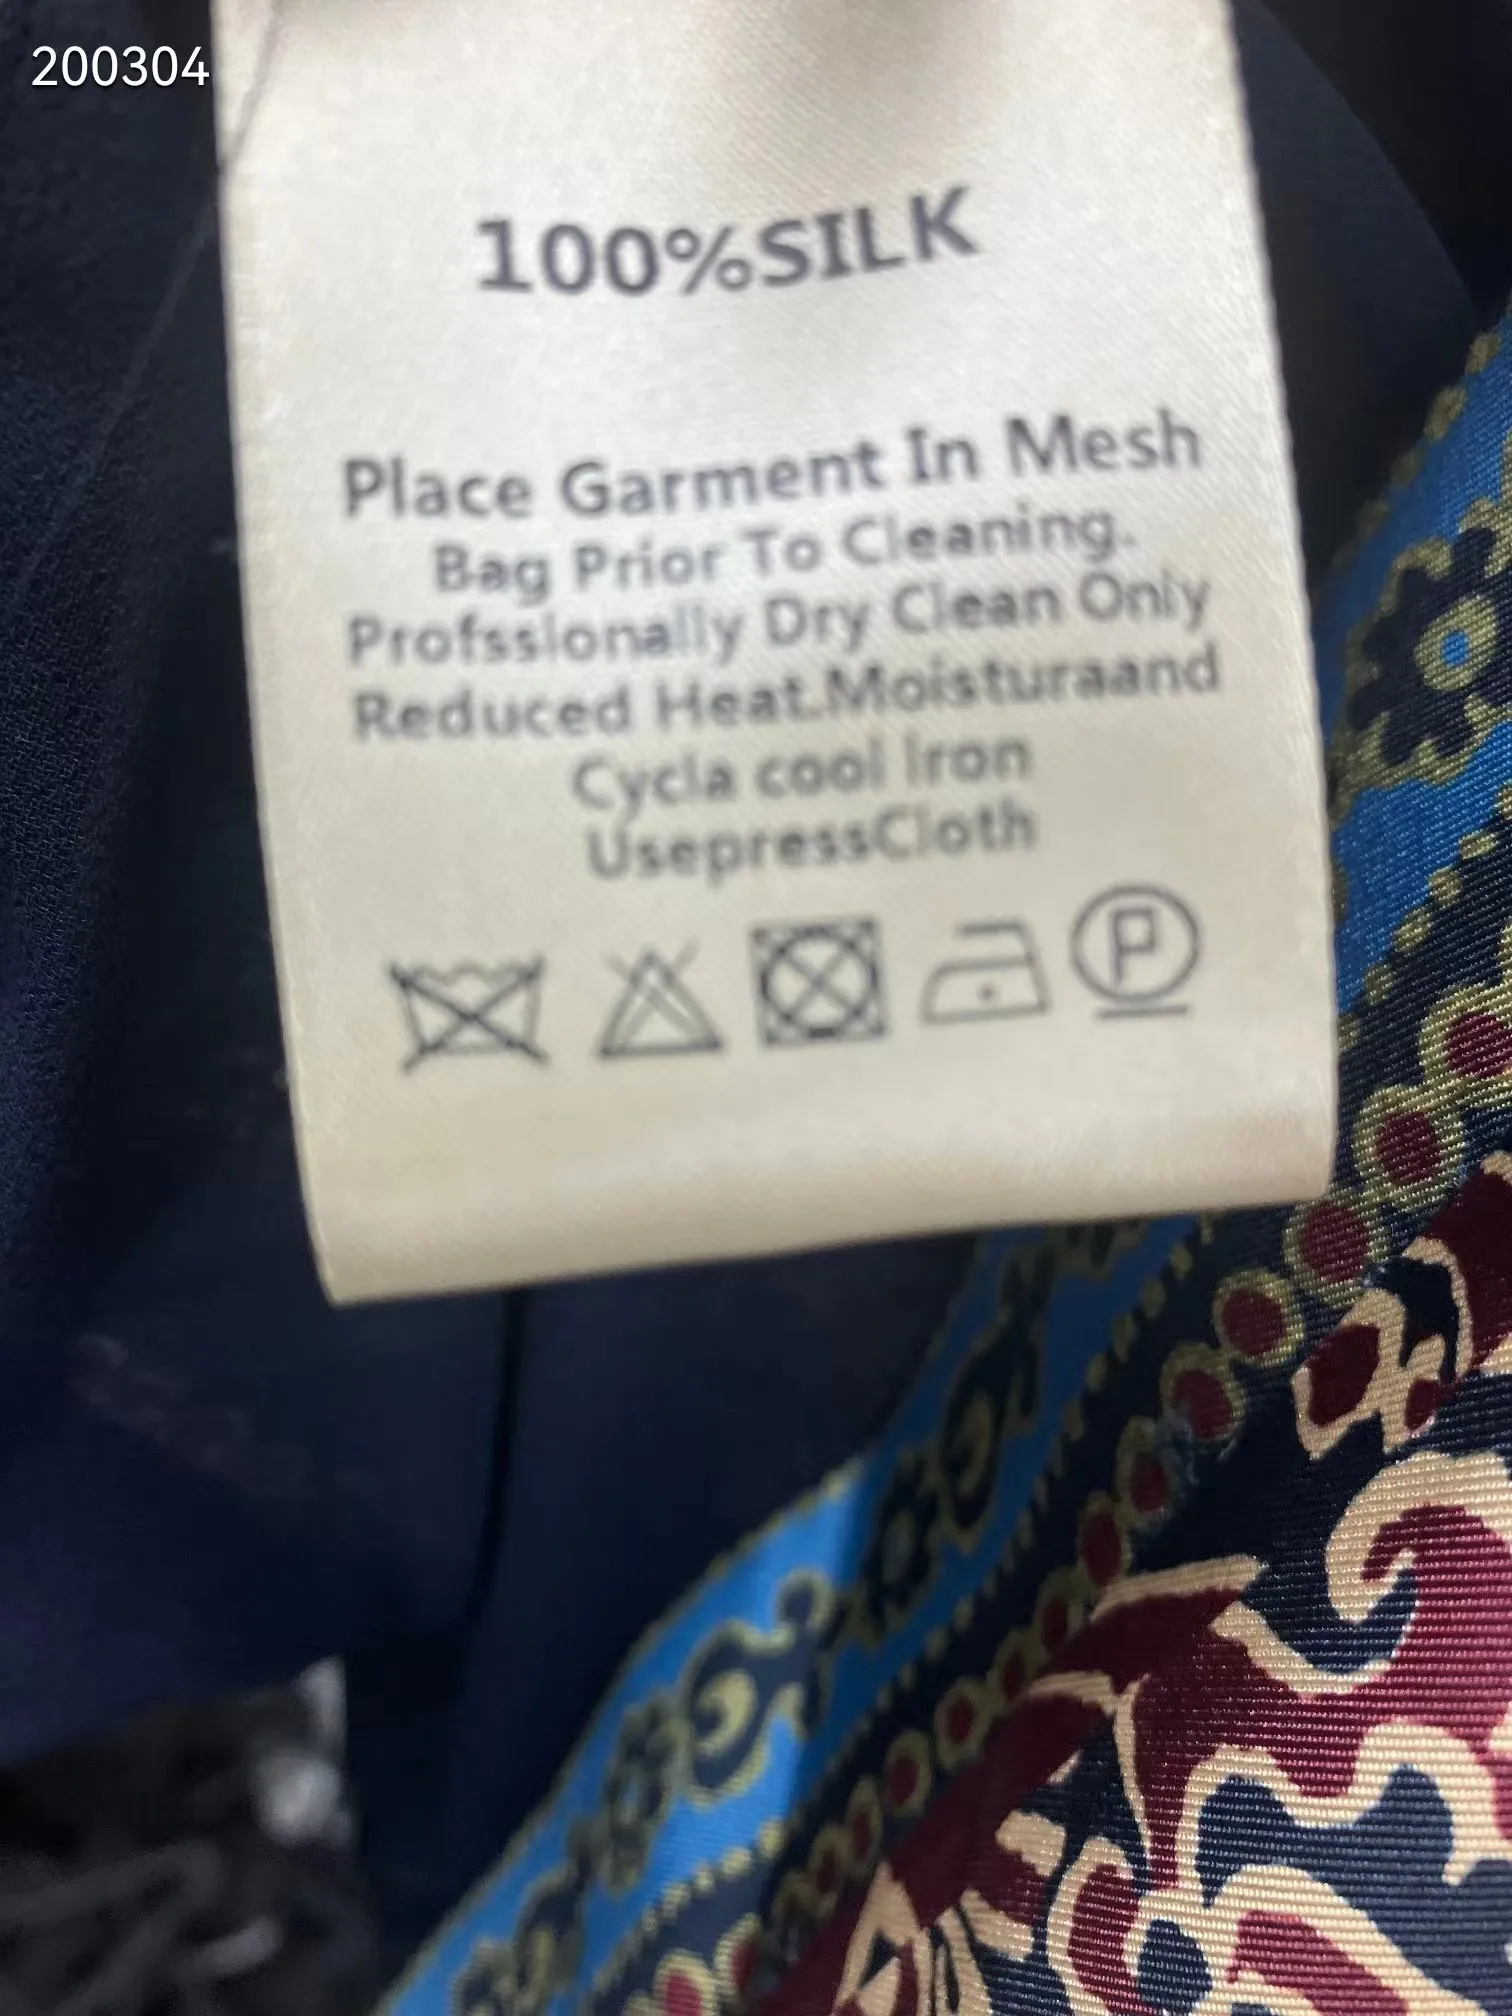 200304
100%SILK
Place Garment In Mesh
Bag Prior To Cleaning.
Profsslonally Dry Clean Only
Reduced Heat.Moisturaand
Cycla cool Iron
UsepressCloth
P